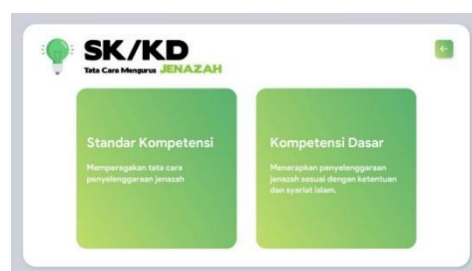 SK/KD
Tata Cara Mengurus JENAZAH
Standar Kompetensi
Memperagakan tata cara
penyelenggaraan jenazah
Kompetensi Dasar
Menerapkan penyelenggaraan
jenazah sesuai dengan ketentuan
dan syariat islam.